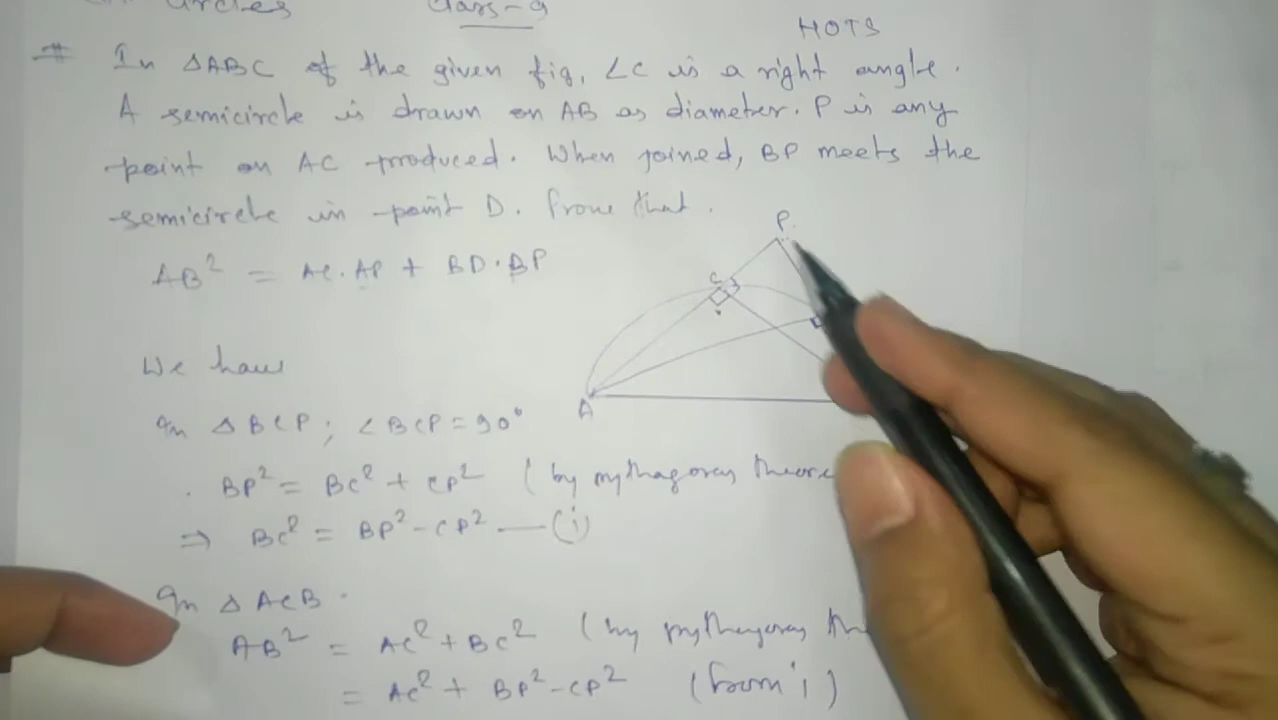 Circles Class-9
HOTS
# In ΔABC of the given fig, ∠C is a right angle.
A semicircle is drawn on AB as diameter. P is any
point on AC produced. When joined, BP meets the
semicircle in point D. Prove that.
AB² = AC.AP + BD.BP
P
C
A
We have
In ΔBCP; ∠BCP = 90°
BP² = BC² + CP² (by pythagoras theore
⇒ BC² = BP² - CP² — (i)
In ΔACB.
AB² = AC² + BC² (by pythagoras th
= AC² + BP² - CP² (from i)